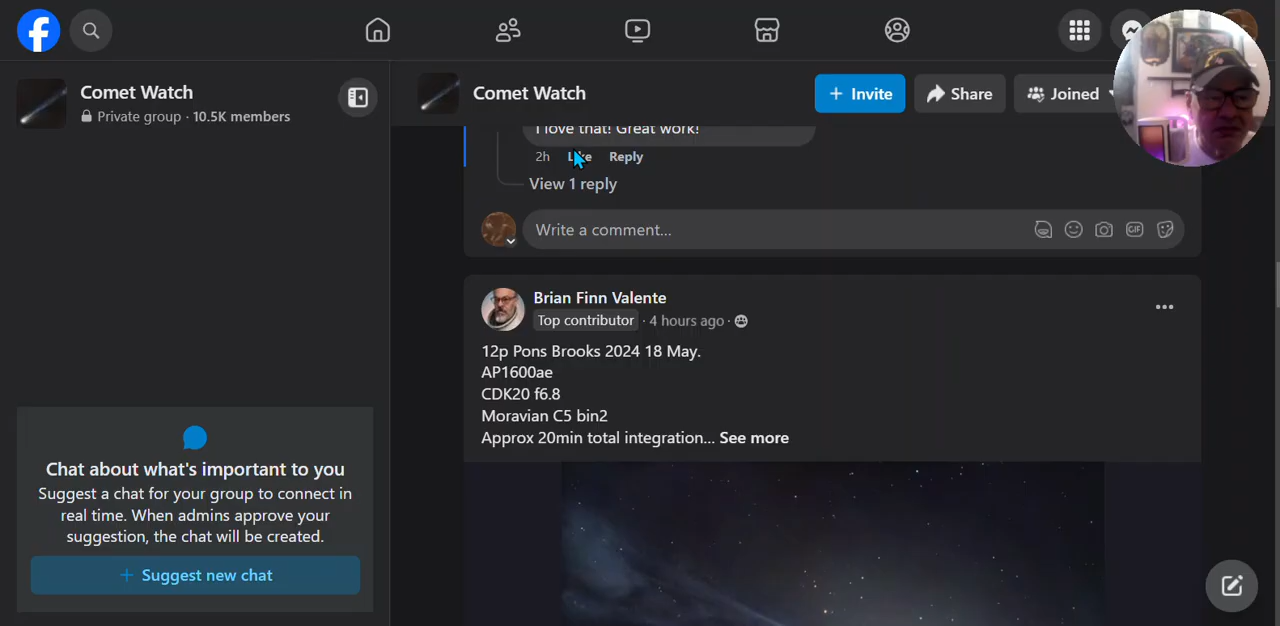 Comet Watch
Private group · 10.5K members
Comet Watch
+ Invite
Share
Joined
I love that! Great work!
2h Like Reply
View 1 reply
Write a comment...
GIF
Brian Finn Valente
Top contributor · 4 hours ago ·
12p Pons Brooks 2024 18 May.
AP1600ae
CDK20 f6.8
Moravian C5 bin2
Approx 20min total integration... See more
Chat about what's important to you
Suggest a chat for your group to connect in
real time. When admins approve your
suggestion, the chat will be created.
+ Suggest new chat